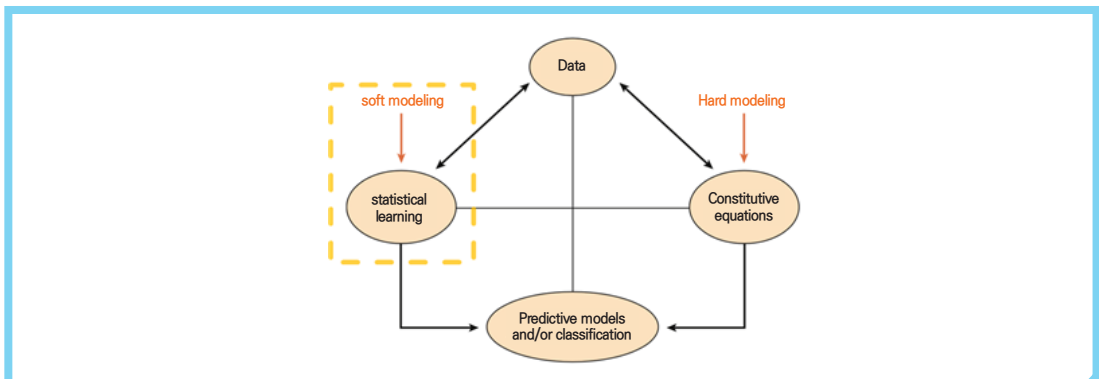 Data
soft modeling
Hard modeling
statistical
learning
Constitutive
equations
Predictive models
and/or classification